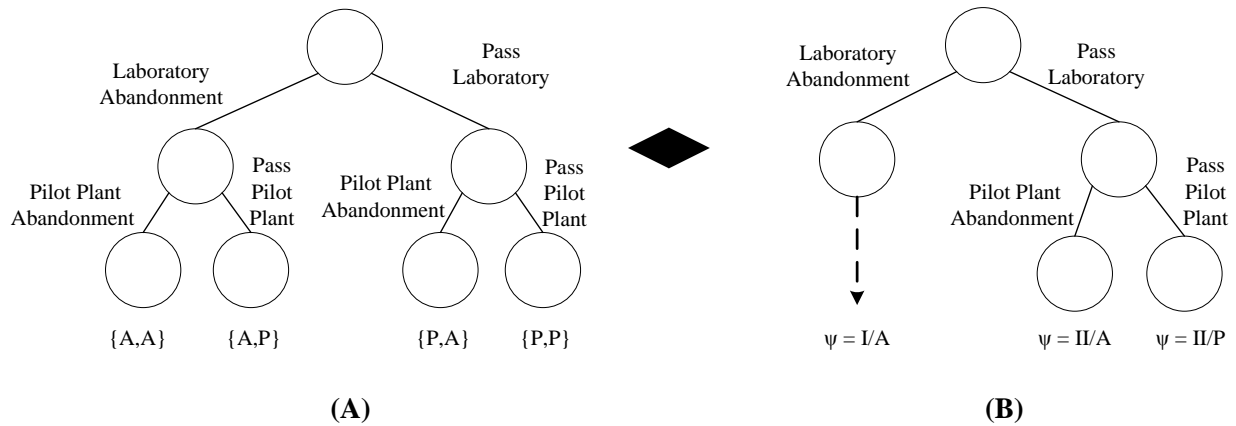 Laboratory
Abandonment
Pass
Laboratory
Pilot Plant
Abandonment
Pass
Pilot
Plant
Pilot Plant
Abandonment
Pass
Pilot
Plant
{A,A}
{A,P}
{P,A}
{P,P}
(A)
Laboratory
Abandonment
Pass
Laboratory
Pilot Plant
Abandonment
Pass
Pilot
Plant
ψ = I/A
ψ = II/A
ψ = II/P
(B)